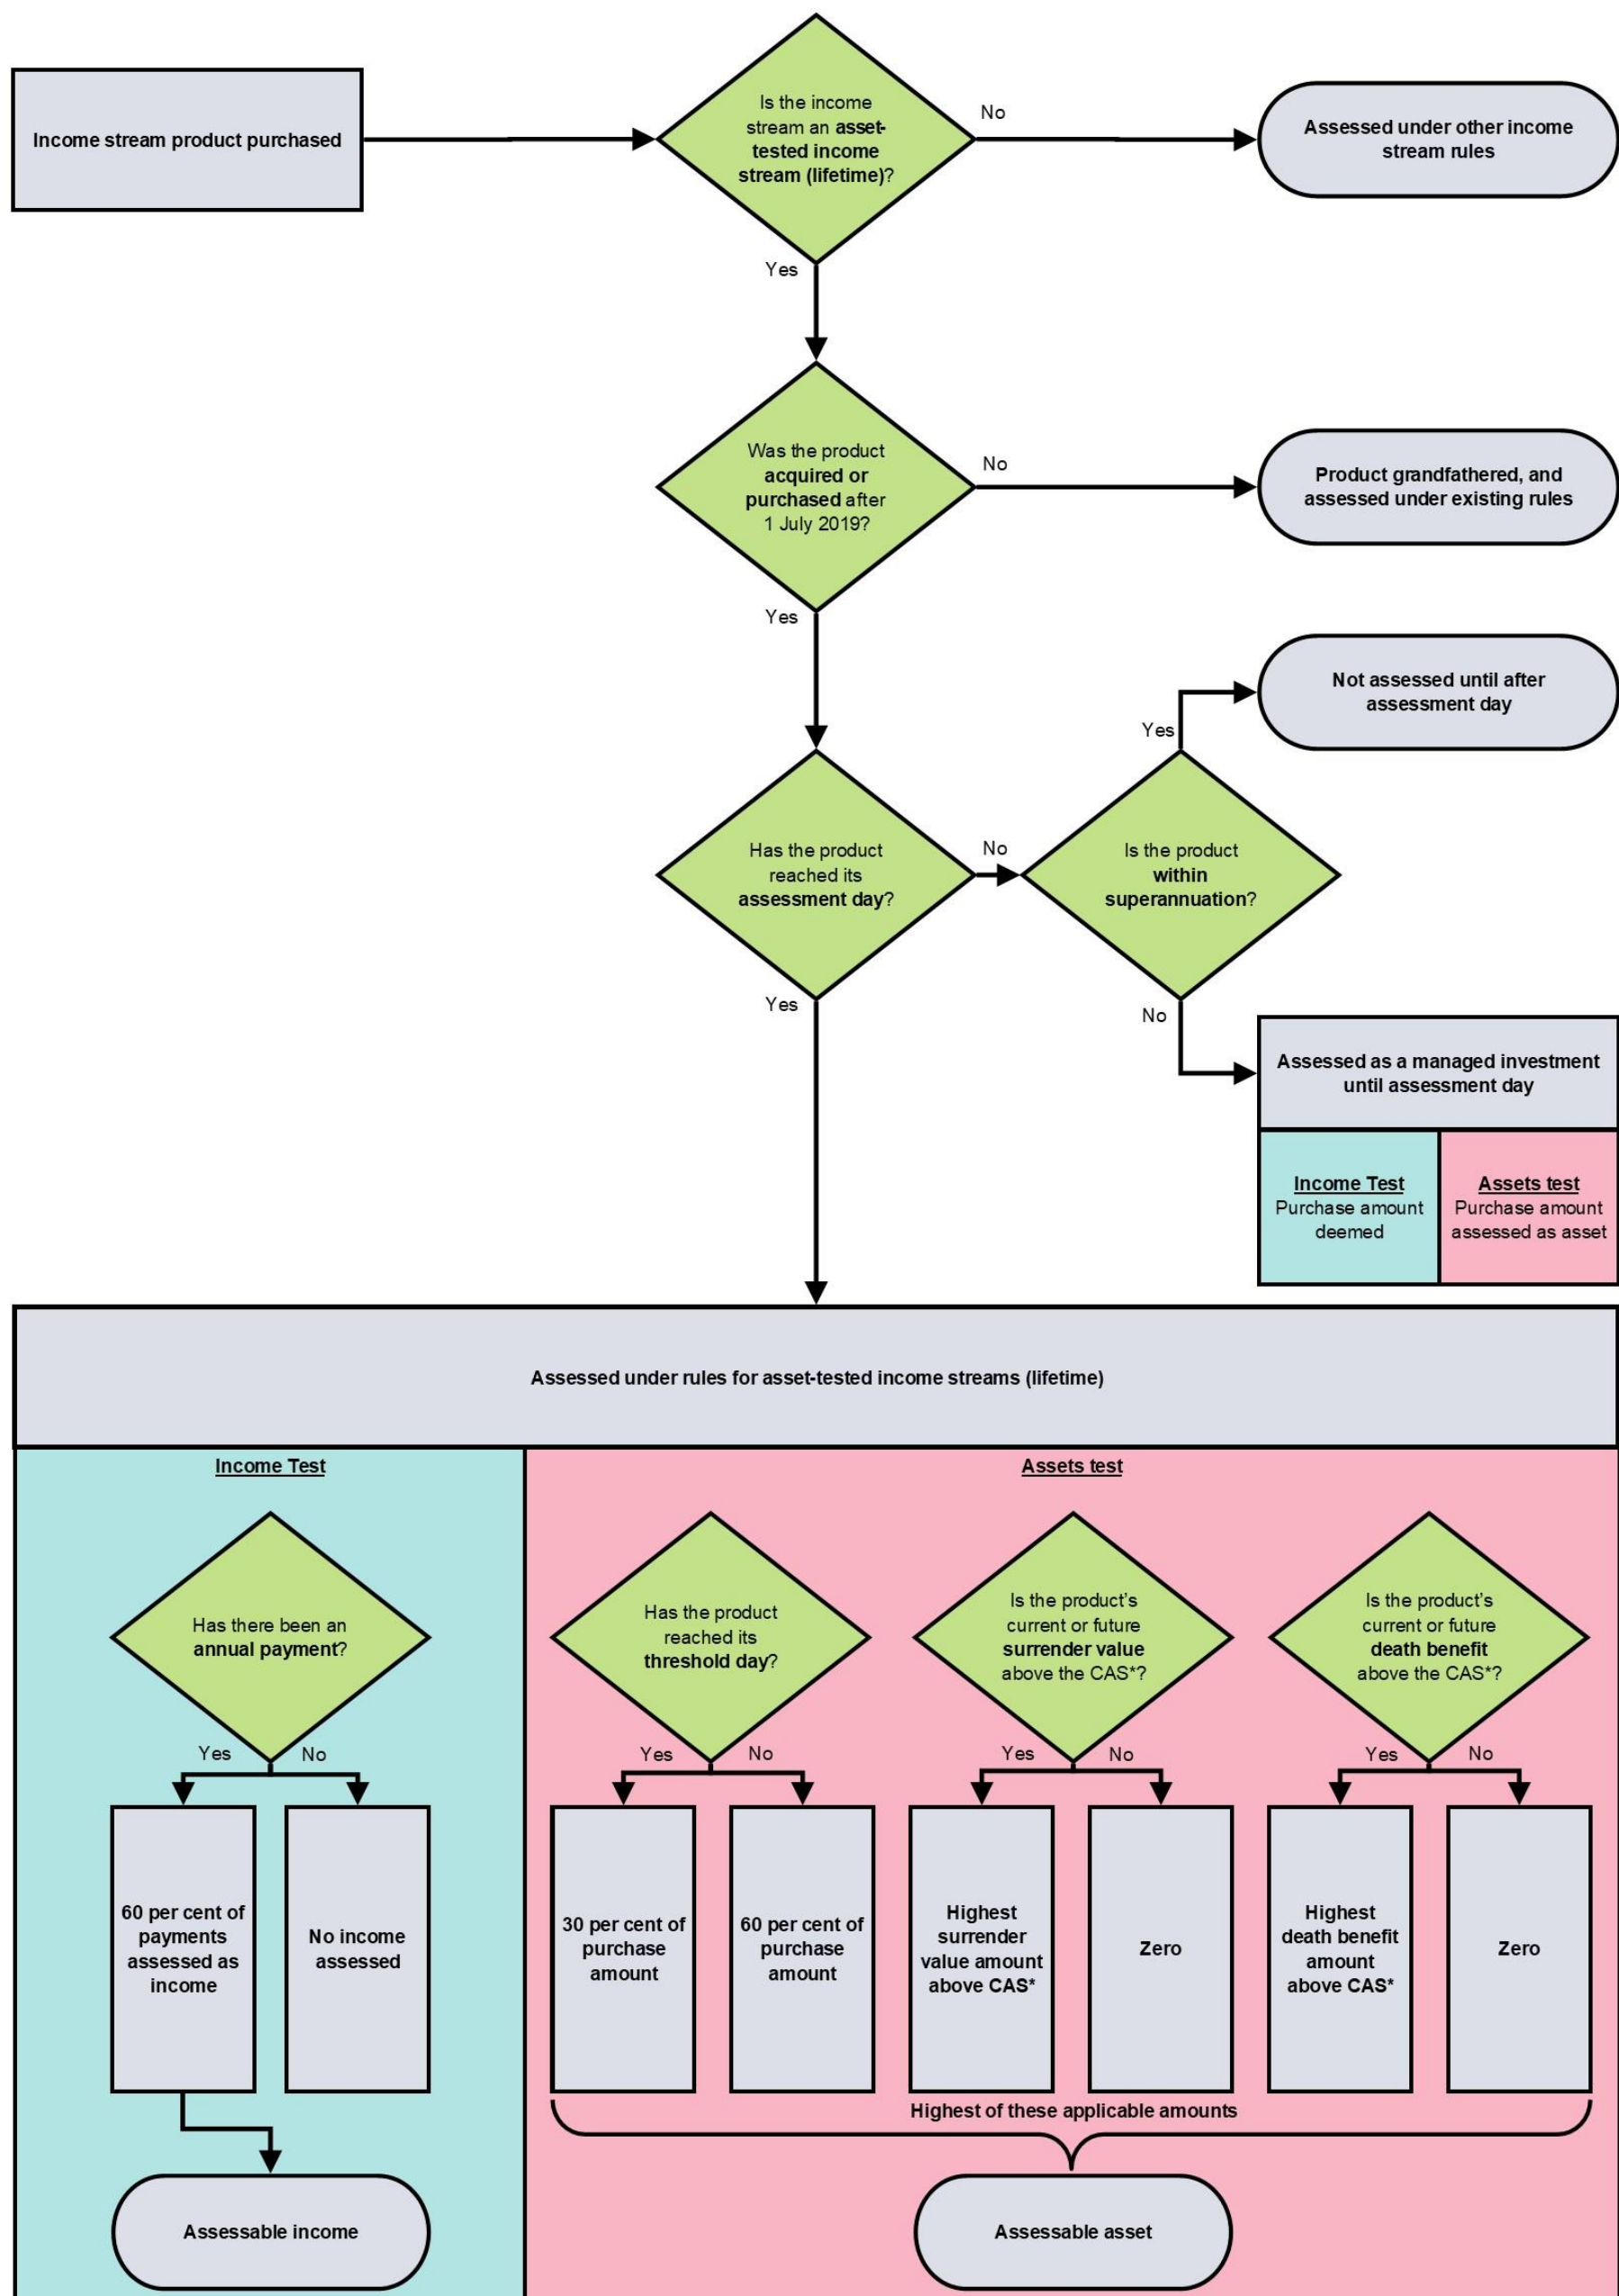 Income stream product purchased
Is the income
stream an asset-
tested income
stream (lifetime)?
No
Assessed under other income
stream rules
Yes
Was the product
acquired or
purchased after
1 July 2019?
No
Product grandfathered, and
assessed under existing rules
Yes
Not assessed until after
assessment day
Yes
Has the product
reached its
assessment day?
No
Is the product
within
superannuation?
Yes
No
Assessed as a managed investment
until assessment day
Income Test
Purchase amount
deemed
Assets test
Purchase amount
assessed as asset
Assessed under rules for asset-tested income streams (lifetime)
Income Test
Has there been an
annual payment?
Yes
No
60 per cent of
payments
assessed as
income
No income
assessed
Assessable income
Assets test
Has the product
reached its
threshold day?
Yes
No
30 per cent of
purchase
amount
60 per cent of
purchase
amount
Is the product's
current or future
surrender value
above the CAS*?
Yes
No
Highest
surrender
value amount
above CAS*
Zero
Is the product's
current or future
death benefit
above the CAS*?
Yes
No
Highest
death benefit
amount
above CAS*
Zero
Highest of these applicable amounts
Assessable asset